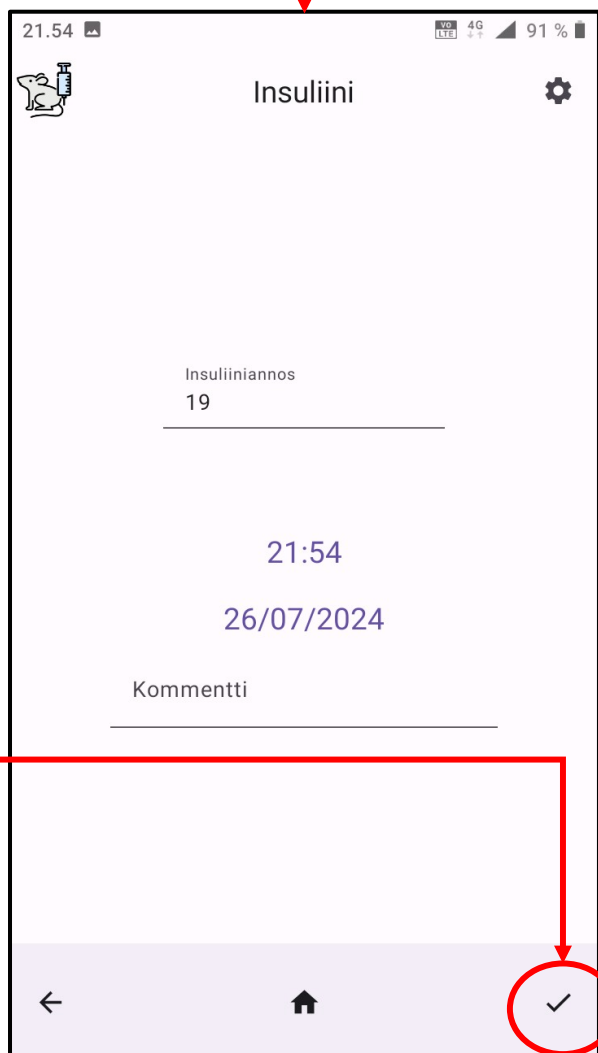 21.54 VO LTE 4G 91 %
Insuliini
Insuliiniannos
19
21:54
26/07/2024
Kommentti